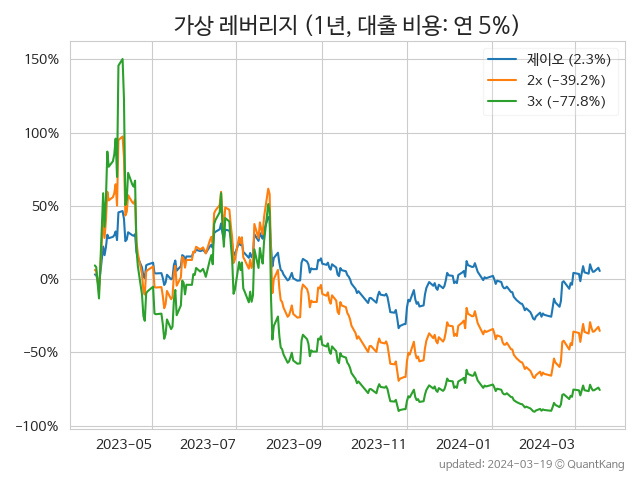 가상 레버리지 (1년, 대출 비용: 연 5%)
제이오 (2.3%)
2x (−39.2%)
3x (−77.8%)
150%
100%
50%
0%
−50%
−100%
2023−05 2023−07 2023−09 2023−11 2024−01 2024−03
updated: 2024−03−19 © QuantKang